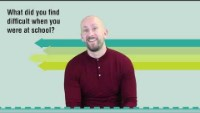 What did you find
difficult when you
were at school?